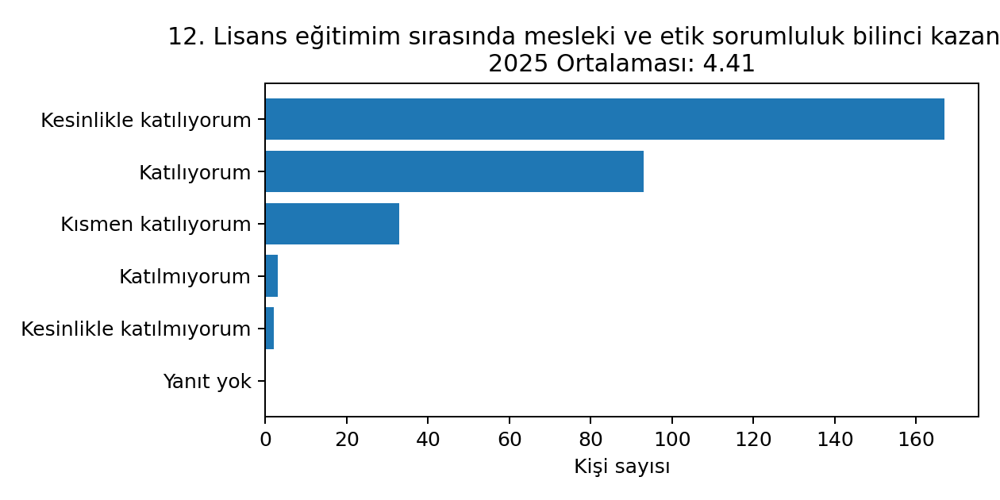 12. Lisans eğitimim sırasında mesleki ve etik sorumluluk bilinci kazan
2025 Ortalaması: 4.41
Kesinlikle katılıyorum
Katılıyorum
Kısmen katılıyorum
Katılmıyorum
Kesinlikle katılmıyorum
Yanıt yok
0 20 40 60 80 100 120 140 160
Kişi sayısı